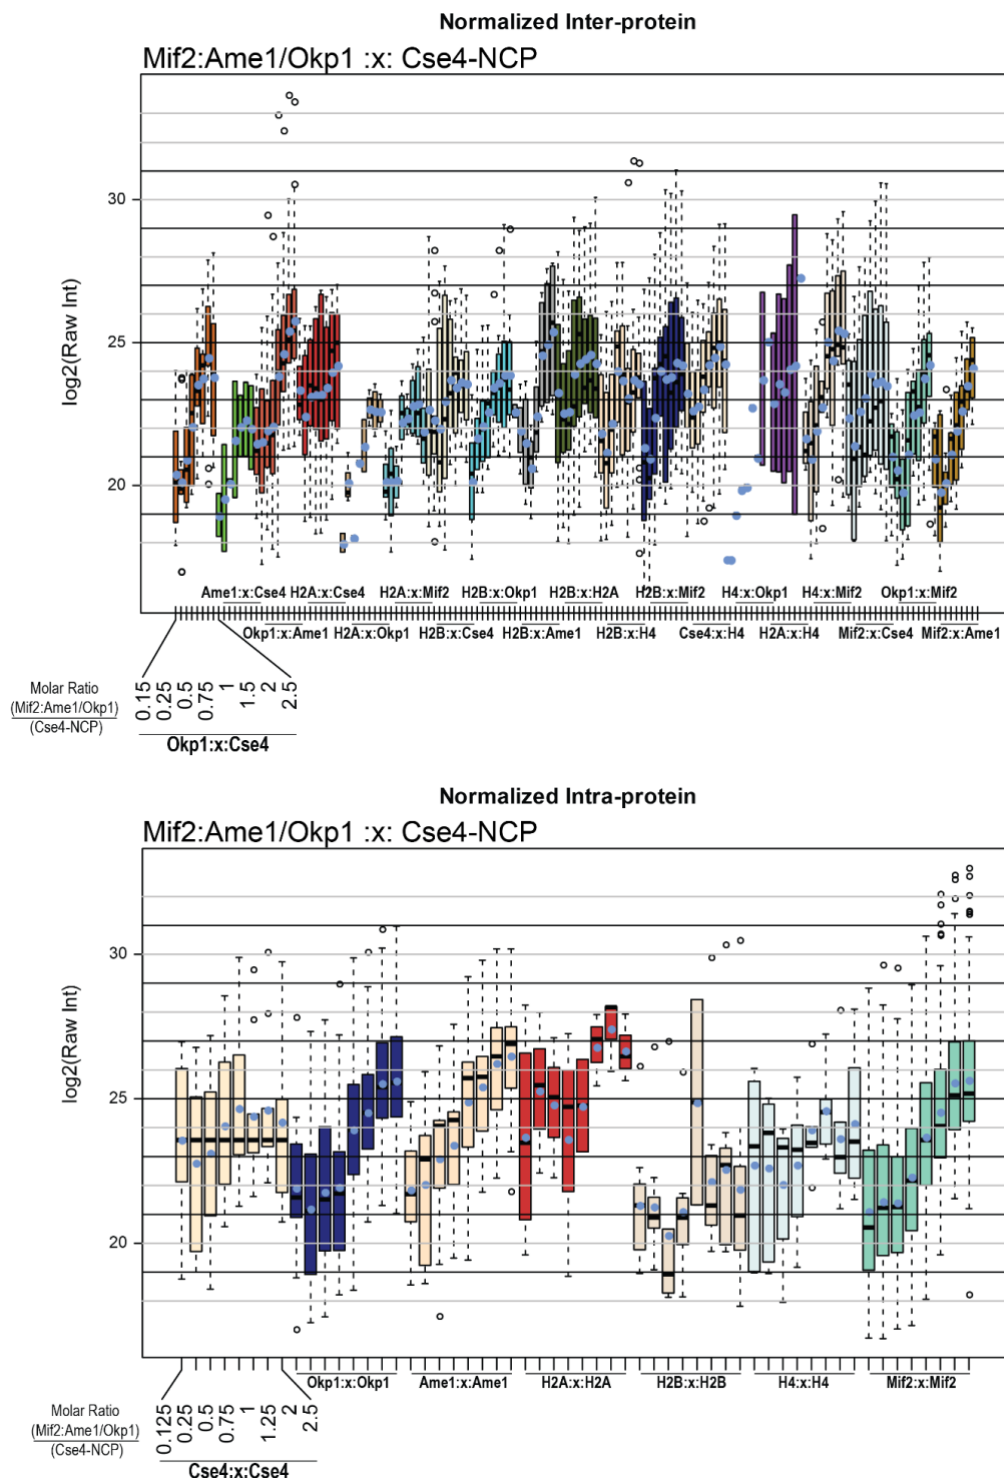 Normalized Inter-protein
Mif2:Ame1/Okp1 :x: Cse4-NCP
log2(Raw Int)
30
25
20
Ame1:x:Cse4 H2A:x:Cse4 H2A:x:Mif2 H2B:x:Okp1 H2B:x:H2A H2B:x:Mif2 H4:x:Okp1 H4:x:Mif2 Okp1:x:Mif2
Okp1:x:Ame1 H2A:x:Okp1 H2B:x:Cse4 H2B:x:Ame1 H2B:x:H4 Cse4:x:H4 H2A:x:H4 Mif2:x:Cse4 Mif2:x:Ame1
Molar Ratio
(Mif2:Ame1/Okp1)
(Cse4-NCP)
0.15 0.25 0.5 0.75 1 1.5 2 2.5
Okp1:x:Cse4
Normalized Intra-protein
Mif2:Ame1/Okp1 :x: Cse4-NCP
log2(Raw Int)
30
25
20
Okp1:x:Okp1 Ame1:x:Ame1 H2A:x:H2A H2B:x:H2B H4:x:H4 Mif2:x:Mif2
Molar Ratio
(Mif2:Ame1/Okp1)
(Cse4-NCP)
0.125 0.25 0.5 0.75 1 1.25 2 2.5
Cse4:x:Cse4